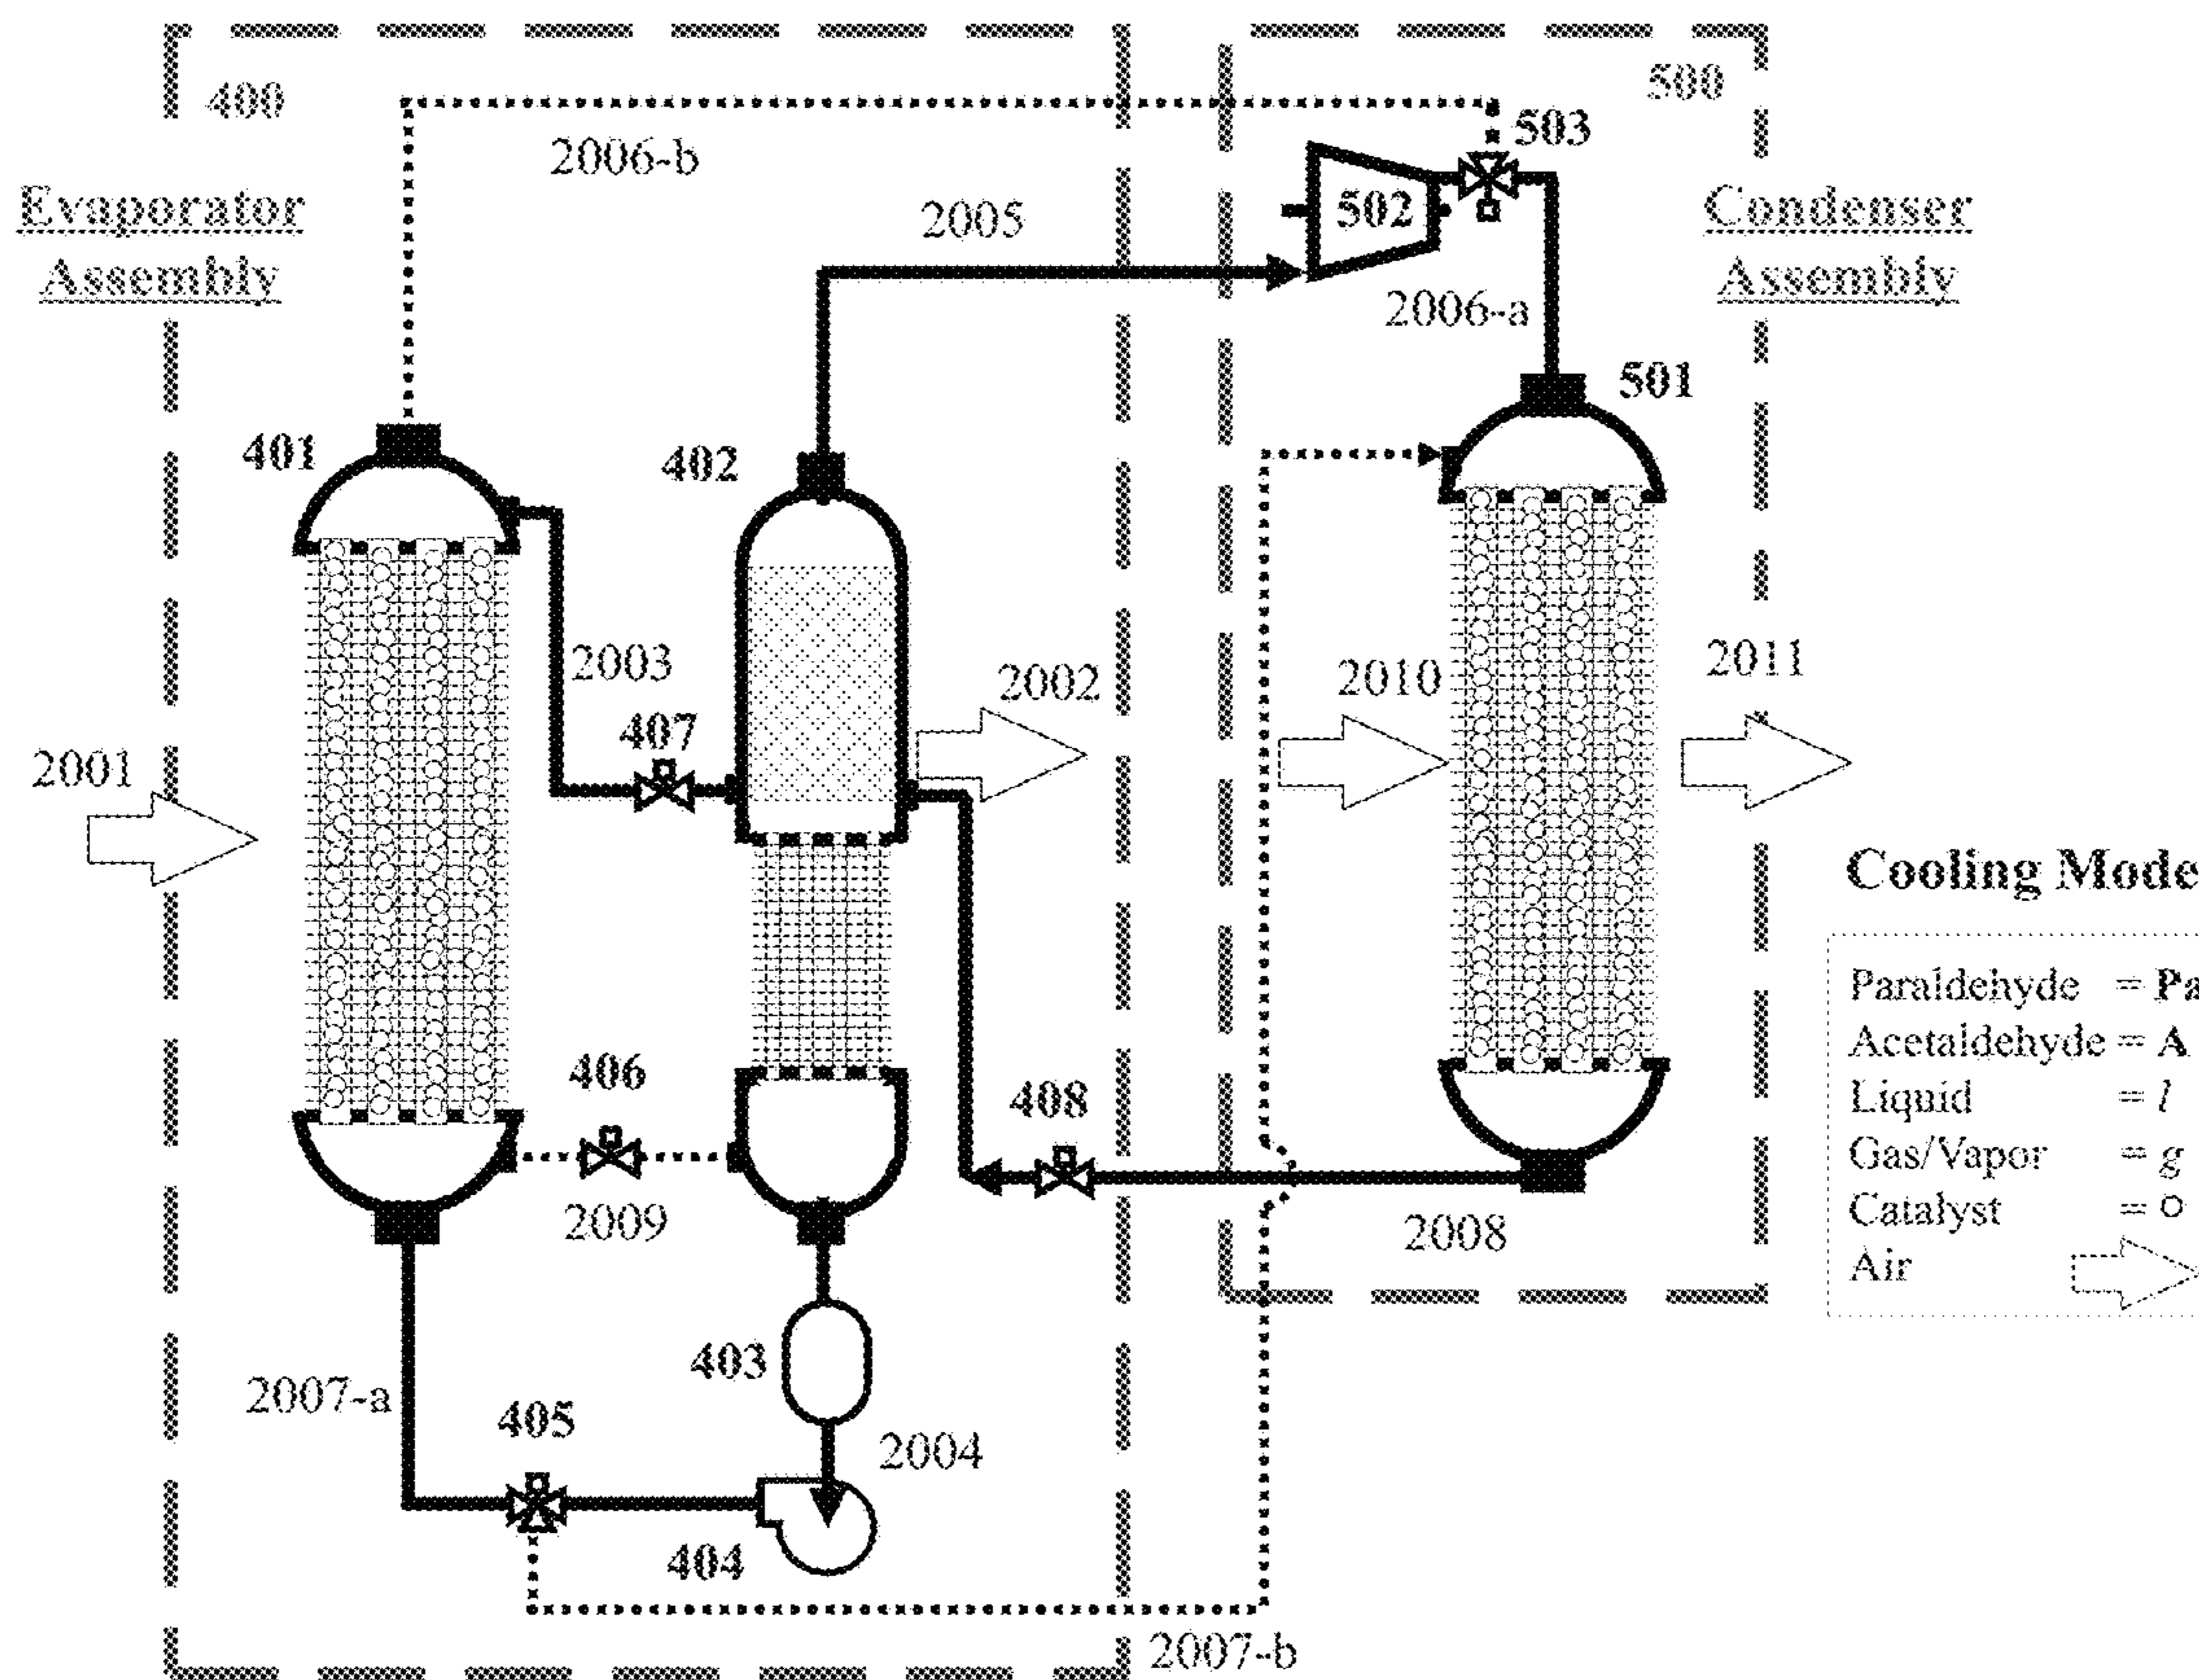 400
500
503
2006-b
Evaporator
Assembly
502
2005
Condenser
Assembly
2006-a
501
401
402
2003
2002
2010
2011
407
2001
Cooling Mode
406
408
Paraldehyde = Pa
Acetaldehyde = A
Liquid = l
Gas/Vapor = g
Catalyst = o
Air
2009
2008
403
2007-a
405
2004
404
2007-b